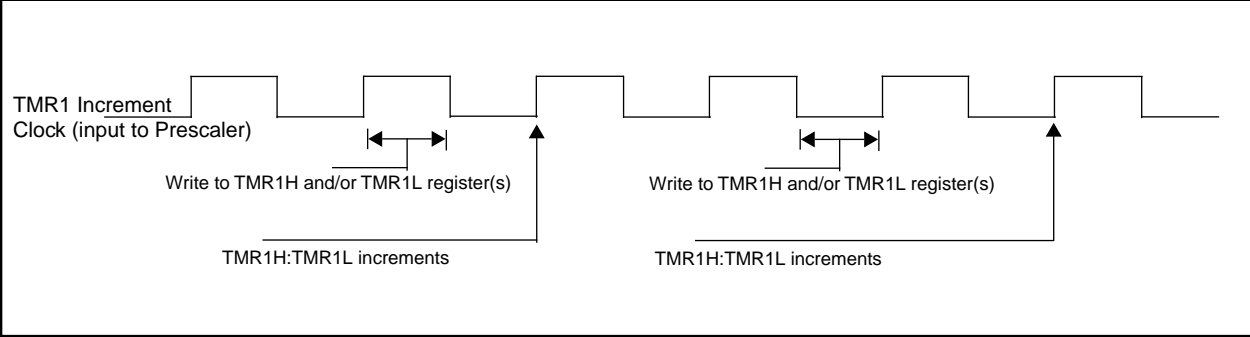 TMR1 Increment
Clock (input to Prescaler)
Write to TMR1H and/or TMR1L register(s)
Write to TMR1H and/or TMR1L register(s)
TMR1H:TMR1L increments
TMR1H:TMR1L increments